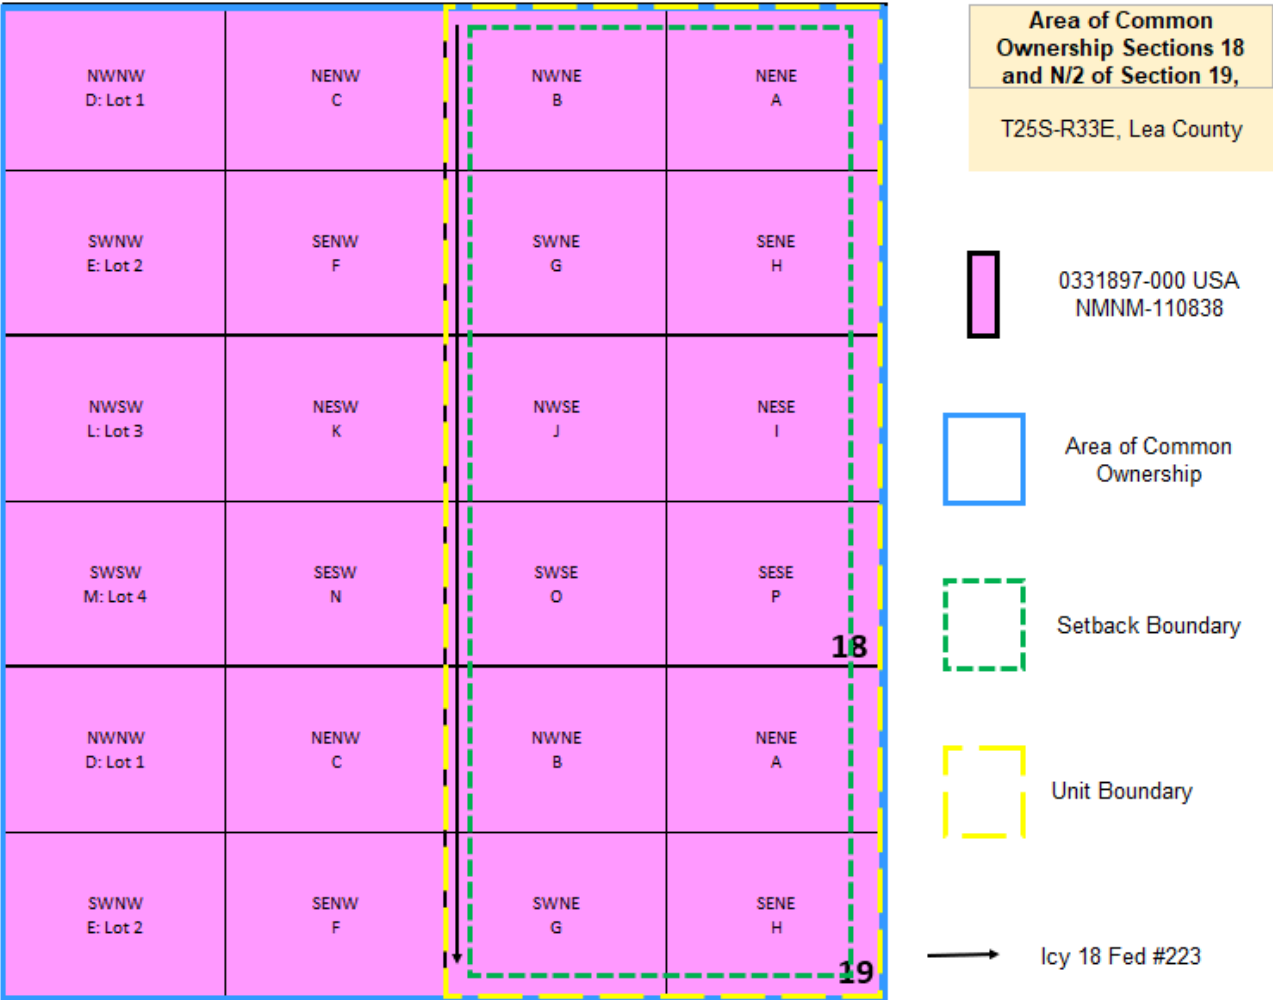 Area of Common
Ownership Sections 18
and N/2 of Section 19,
T25S-R33E, Lea County
NWNW
D: Lot 1
NENW
C
NWNE
B
NENE
A
SWNW
E: Lot 2
SENW
F
SWNE
G
SENE
H
NWSW
L: Lot 3
NESW
K
NWSE
J
NESE
I
SWSW
M: Lot 4
SESW
N
SWSE
O
SESE
P
18
NWNW
D: Lot 1
NENW
C
NWNE
B
NENE
A
SWNW
E: Lot 2
SENW
F
SWNE
G
SENE
H
19
0331897-000 USA
NMNM-110838
Area of Common
Ownership
Setback Boundary
Unit Boundary
Icy 18 Fed #223